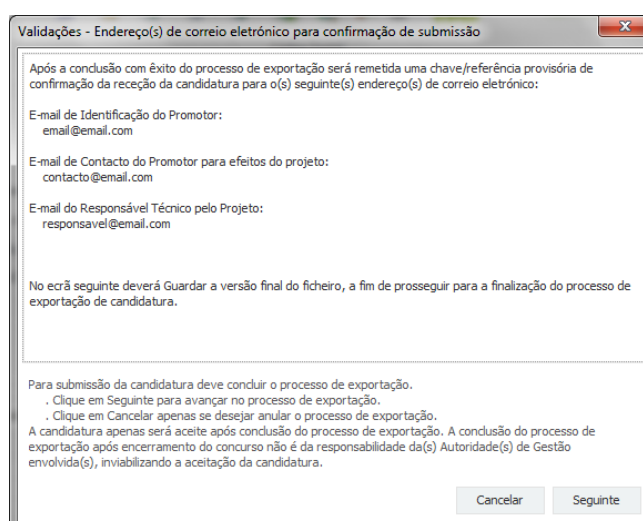 Validações - Endereço(s) de correio eletrónico para confirmação de submissão
Após a conclusão com êxito do processo de exportação será remetida uma chave/referência provisória de
confirmação da receção da candidatura para o(s) seguinte(s) endereço(s) de correio eletrónico:
E-mail de Identificação do Promotor:
email@email.com
E-mail de Contacto do Promotor para efeitos do projeto:
contacto@email.com
E-mail do Responsável Técnico pelo Projeto:
responsavel@email.com
No ecrã seguinte deverá Guardar a versão final do ficheiro, a fim de prosseguir para a finalização do processo de
exportação de candidatura.
Para submissão da candidatura deve concluir o processo de exportação.
. Clique em Seguinte para avançar no processo de exportação.
. Clique em Cancelar apenas se desejar anular o processo de exportação.
A candidatura apenas será aceite após conclusão do processo de exportação. A conclusão do processo de
exportação após encerramento do concurso não é da responsabilidade da(s) Autoridade(s) de Gestão
envolvida(s), inviabilizando a aceitação da candidatura.
Cancelar Seguinte